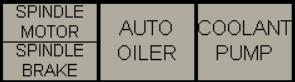 SPINDLE
MOTOR
SPINDLE
BRAKE
AUTO
OILER
COOLANT
PUMP